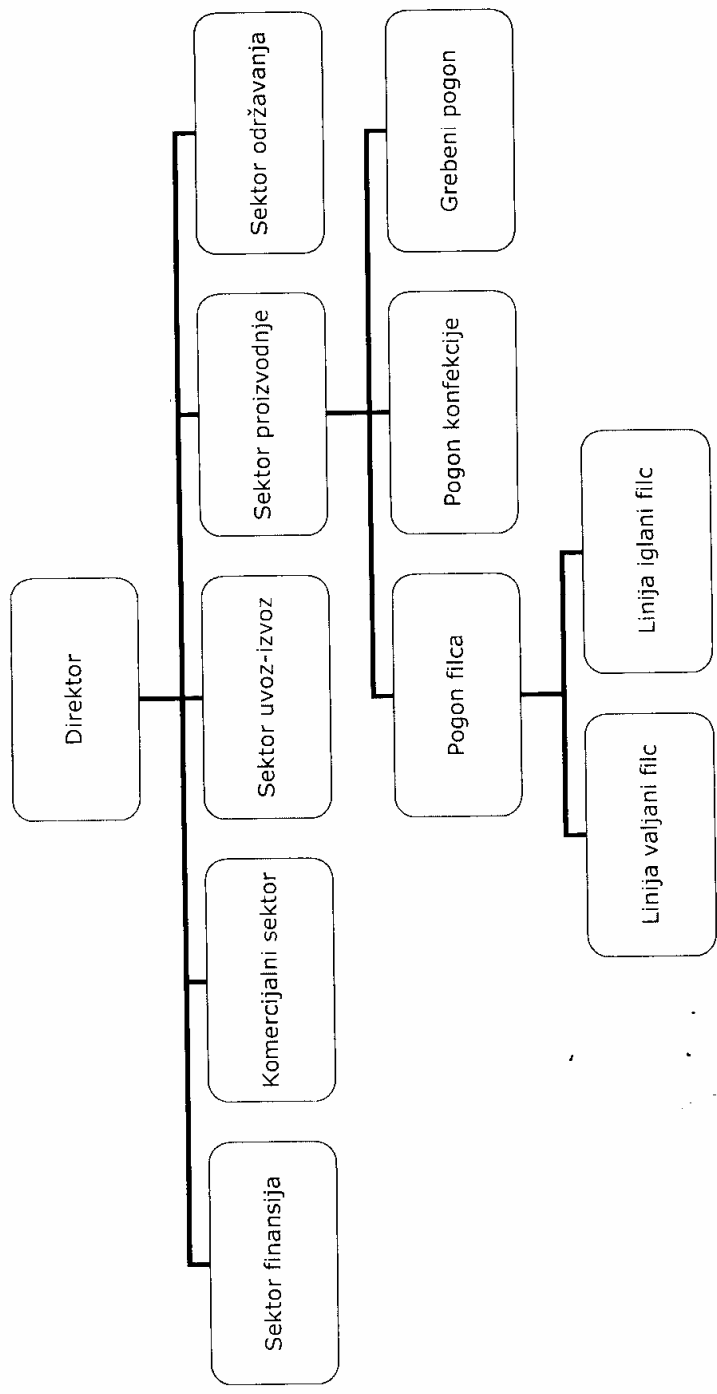 Direktor
Sektor finansija
Komercijalni sektor
Sektor uvoz-izvoz
Sektor proizvodnje
Sektor održavanja
Pogon filca
Pogon konfekcije
Grebeni pogon
Linija valjani filc
Linija iglani filc